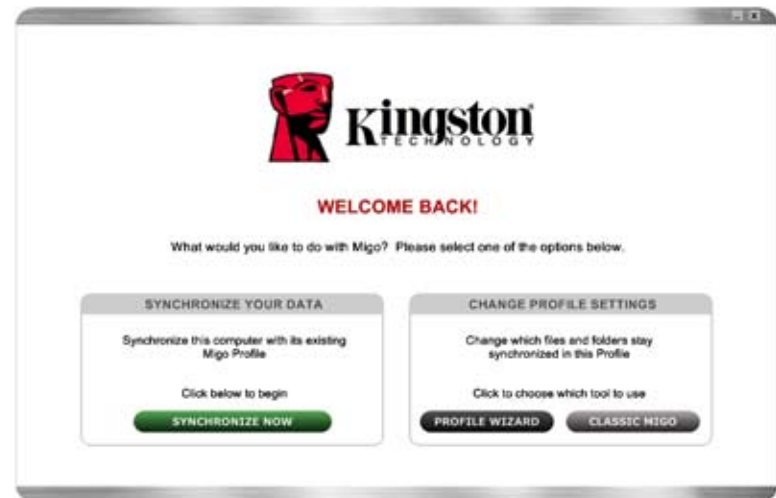 Kingston
TECHNOLOGY
WELCOME BACK!
What would you like to do with Migo? Please select one of the options below.
SYNCHRONIZE YOUR DATA
Synchronize this computer with its existing
Migo Profile
Click below to begin
SYNCHRONIZE NOW
CHANGE PROFILE SETTINGS
Change which files and folders stay
synchronized in this Profile
Click to choose which tool to use
PROFILE WIZARD
CLASSIC MIGO